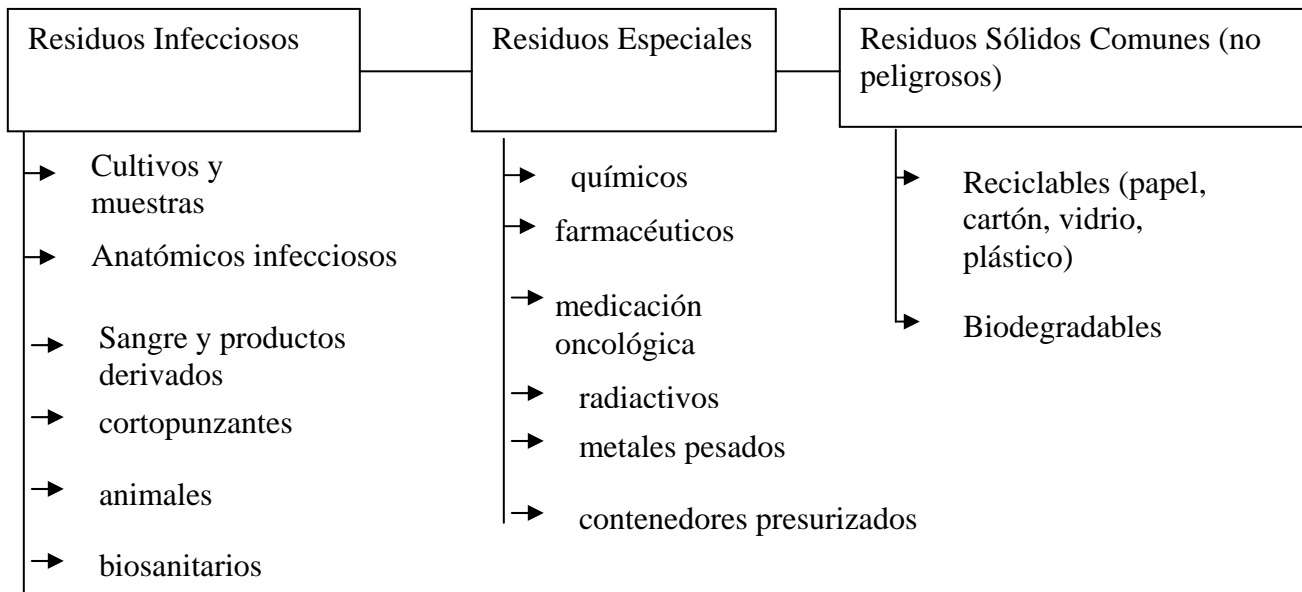 Residuos Infecciosos
Cultivos y
muestras
Anatómicos infecciosos
Sangre y productos
derivados
cortopunzantes
animales
biosanitarios
Residuos Especiales
químicos
farmacéuticos
medicación
oncológica
radiactivos
metales pesados
contenedores presurizados
Residuos Sólidos Comunes (no
peligrosos)
Reciclables (papel,
cartón, vidrio,
plástico)
Biodegradables